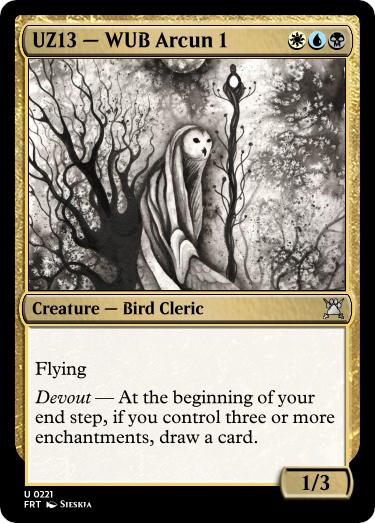 UZ13 — WUB Arcun 1
Creature — Bird Cleric
Flying
Devout — At the beginning of your
end step, if you control three or more
enchantments, draw a card.
1/3
U 0221
FRT Sieskja